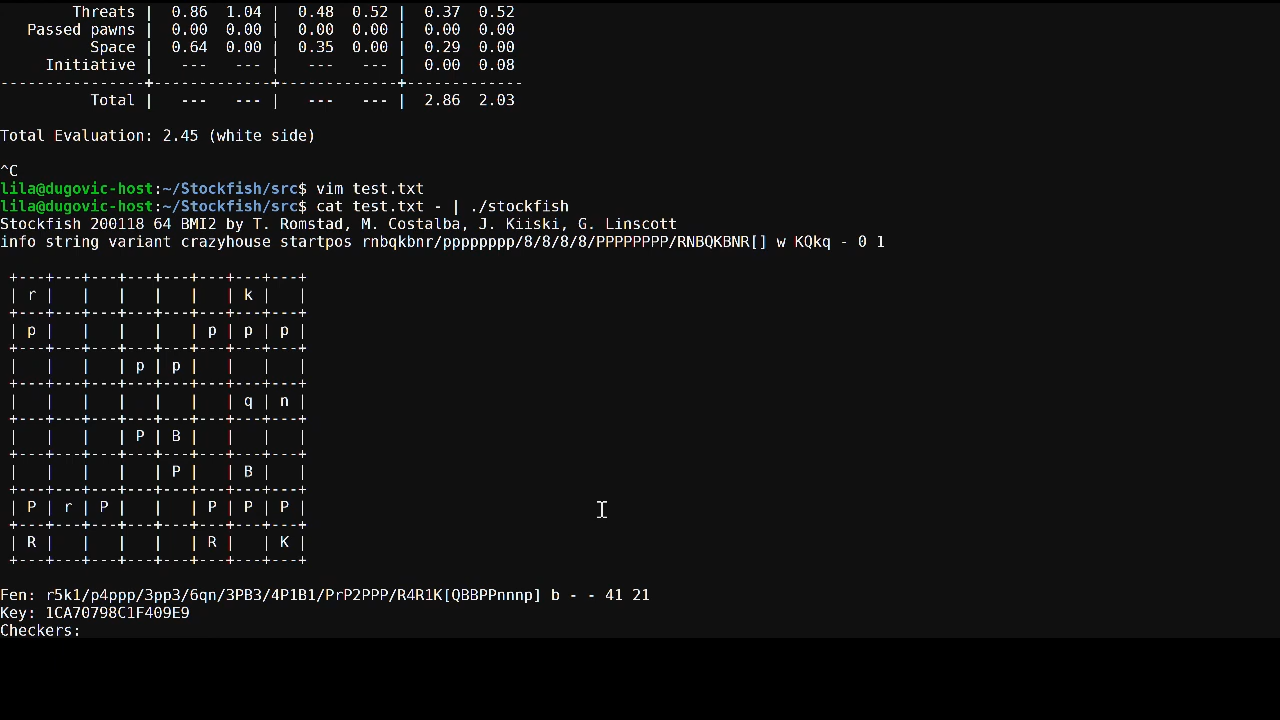 Threats |  0.86  1.04 |  0.48  0.52 |  0.37  0.52
Passed pawns |  0.00  0.00 |  0.00  0.00 |  0.00  0.00
Space |  0.64  0.00 |  0.35  0.00 |  0.29  0.00
Initiative |   ---   --- |   ---   --- |  0.00  0.08
----------------+-------------+-------------+-------------
Total |   ---   --- |   ---   --- |  2.86  2.03
Total Evaluation: 2.45 (white side)
^C
lila@dugovic-host:~/Stockfish/src$ vim test.txt
lila@dugovic-host:~/Stockfish/src$ cat test.txt - | ./stockfish
Stockfish 200118 64 BMI2 by T. Romstad, M. Costalba, J. Kiiski, G. Linscott
info string variant crazyhouse startpos rnbqkbnr/pppppppp/8/8/8/8/PPPPPPPP/RNBQKBNR[] w KQkq - 0 1
+---+---+---+---+---+---+---+---+
| r |   |   |   |   |   | k |   |
+---+---+---+---+---+---+---+---+
| p |   |   |   |   | p | p | p |
+---+---+---+---+---+---+---+---+
|   |   |   | p | p |   |   |   |
+---+---+---+---+---+---+---+---+
|   |   |   |   |   |   | q | n |
+---+---+---+---+---+---+---+---+
|   |   |   | P | B |   |   |   |
+---+---+---+---+---+---+---+---+
|   |   |   |   | P |   | B |   |
+---+---+---+---+---+---+---+---+
| P | r | P |   |   | P | P | P |
+---+---+---+---+---+---+---+---+
| R |   |   |   |   | R |   | K |
+---+---+---+---+---+---+---+---+
Fen: r5k1/p4ppp/3pp3/6qn/3PB3/4P1B1/PrP2PPP/R4R1K[QBBPPnnnp] b - - 41 21
Key: 1CA70798C1F409E9
Checkers: